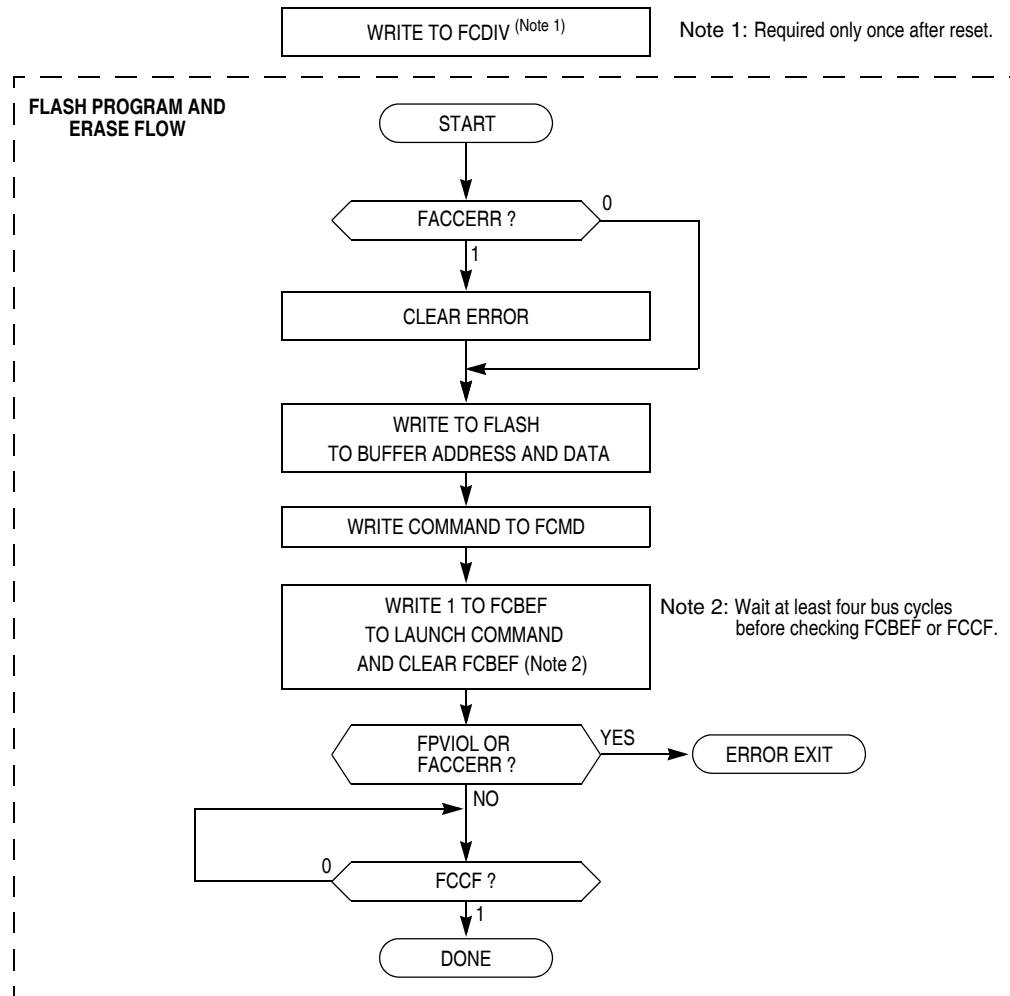 WRITE TO FCDIV (Note 1)
Note 1: Required only once after reset.
FLASH PROGRAM AND
ERASE FLOW
START
FACCERR ?
0
1
CLEAR ERROR
WRITE TO FLASH
TO BUFFER ADDRESS AND DATA
WRITE COMMAND TO FCMD
WRITE 1 TO FCBEF
TO LAUNCH COMMAND
AND CLEAR FCBEF (Note 2)
Note 2: Wait at least four bus cycles
before checking FCBEF or FCCF.
FPVIOL OR
FACCERR ?
YES
ERROR EXIT
NO
0
FCCF ?
1
DONE